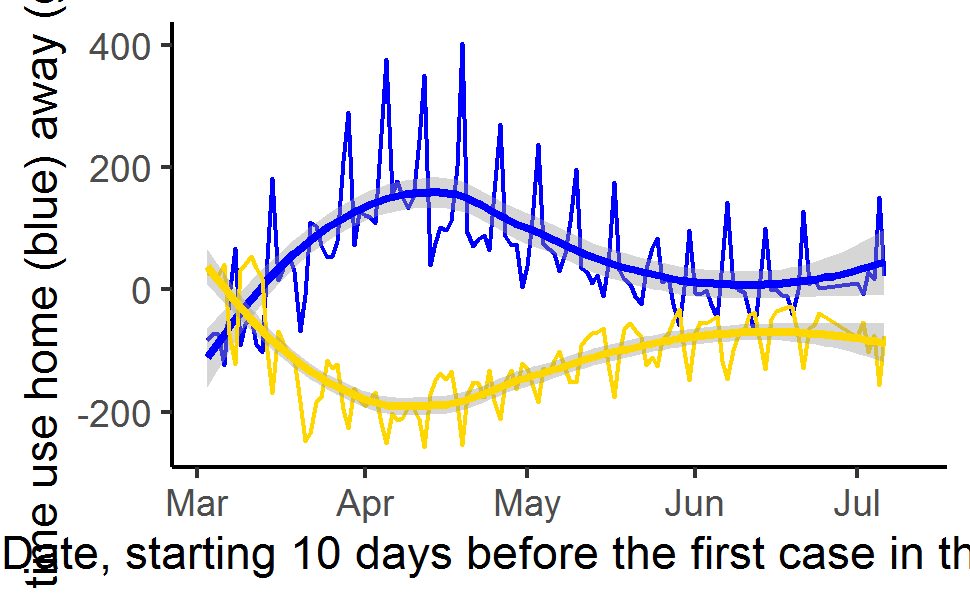 time use home (blue) away (
400
200
0
-200
Mar Apr May Jun Jul
Date, starting 10 days before the first case in th